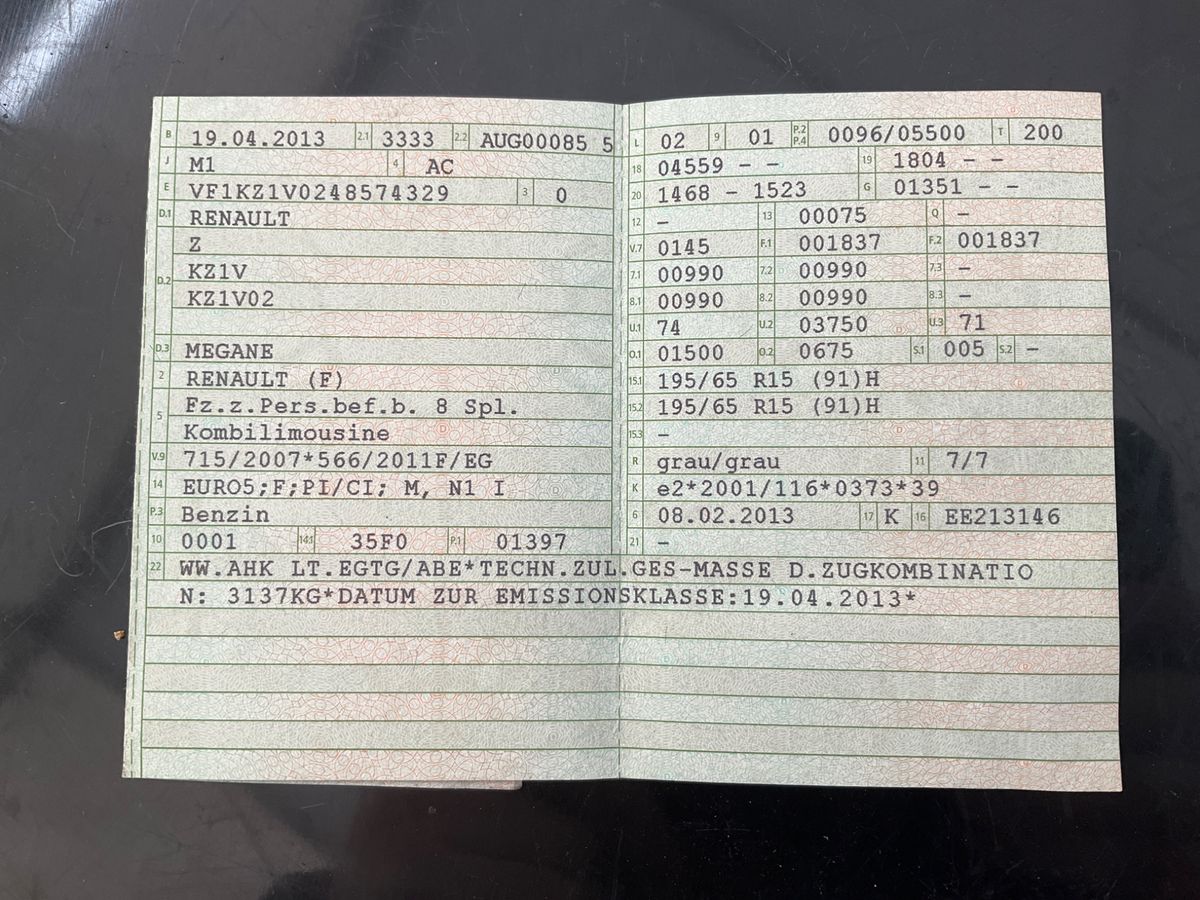 B 19.04.2013 2.1 3333 2.2 AUG00085 5
J M1 4 AC
E VF1KZ1V0248574329 3 0
D.1 RENAULT
Z
D.2 KZ1V
KZ1V02
D.3 MEGANE
2 RENAULT (F)
5 Fz.z.Pers.bef.b. 8 Spl.
Kombilimousine
V.9 715/2007*566/2011F/EG
14 EURO5;F;PI/CI; M, N1 I
P.3 Benzin
10 0001 14.1 35F0 P.1 01397
L 02 9 01 P.2 P.4 0096/05500 T 200
18 04559 - - 19 1804 - -
20 1468 - 1523 G 01351 - -
12 - 13 00075 Q -
V.7 0145 F.1 001837 F.2 001837
7.1 00990 7.2 00990 7.3 -
8.1 00990 8.2 00990 8.3 -
U.1 74 U.2 03750 U.3 71
O.1 01500 O.2 0675 S.1 005 S.2 -
15.1 195/65 R15 (91)H
15.2 195/65 R15 (91)H
15.3 -
R grau/grau 11 7/7
K e2*2001/116*0373*39
6 08.02.2013 17 K 16 EE213146
21 -
22 WW.AHK LT.EGTG/ABE*TECHN.ZUL.GES-MASSE D.ZUGKOMBINATIO
N: 3137KG*DATUM ZUR EMISSIONSKLASSE:19.04.2013*